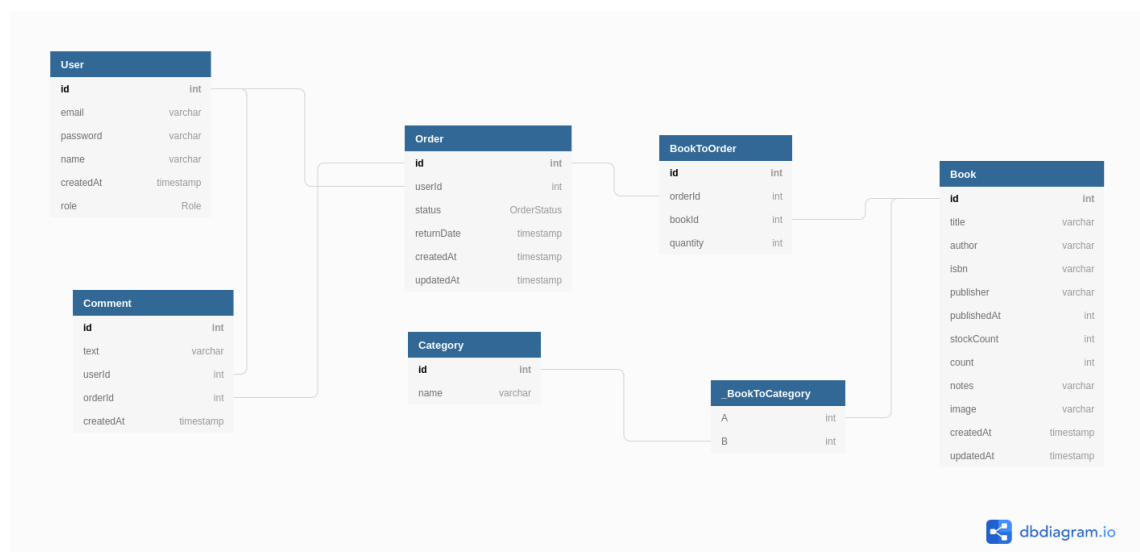 User
id int
email varchar
password varchar
name varchar
createdAt timestamp
role Role
Comment
id int
text varchar
userId int
orderId int
createdAt timestamp
Order
id int
userId int
status OrderStatus
returnDate timestamp
createdAt timestamp
updatedAt timestamp
Category
id int
name varchar
BookToOrder
id int
orderId int
bookId int
quantity int
_BookToCategory
A int
B int
Book
id int
title varchar
author varchar
isbn varchar
publisher varchar
publishedAt int
stockCount int
count int
notes varchar
image varchar
createdAt timestamp
updatedAt timestamp
dbdiagram.io